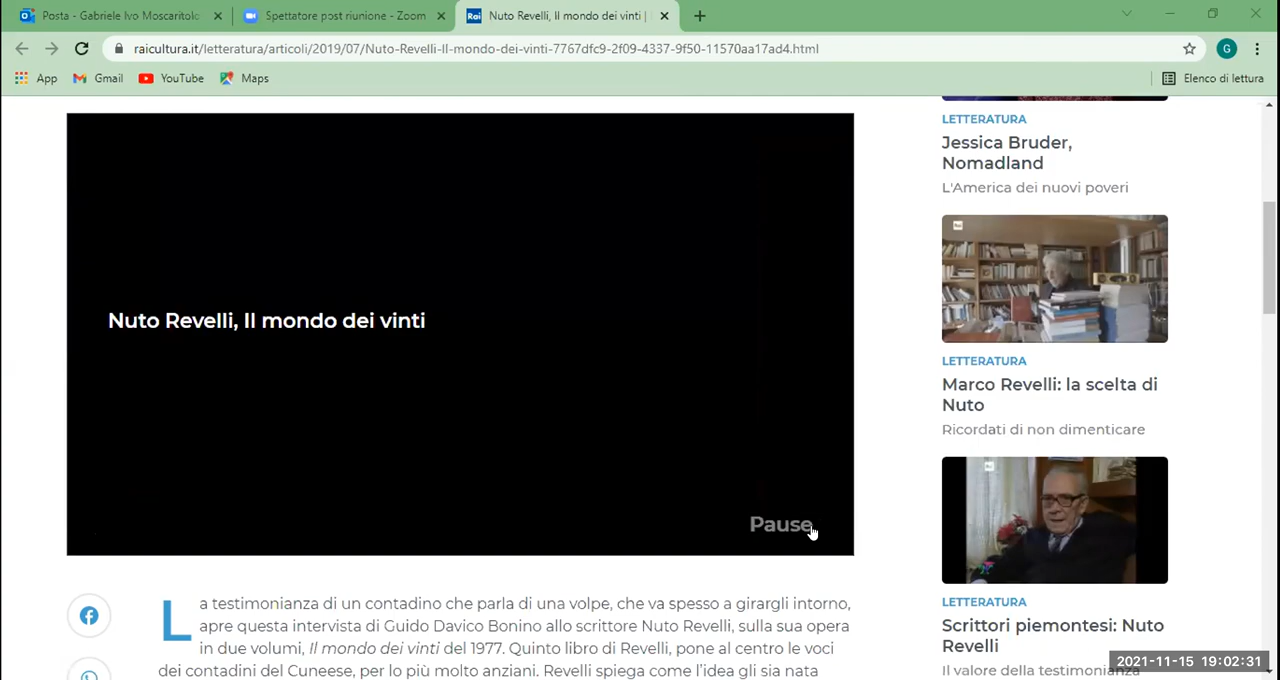 Posta - Gabriele Ivo Moscaritolo
Spettatore post riunione - Zoom
Rai
Nuto Revelli, Il mondo dei vinti |
raicultura.it/letteratura/articoli/2019/07/Nuto-Revelli-Il-mondo-dei-vinti-7767dfc9-2f09-4337-9f50-11570aa17ad4.html
G
App
Gmail
YouTube
Maps
Elenco di lettura
Nuto Revelli, Il mondo dei vinti
Pause
La testimonianza di un contadino che parla di una volpe, che va spesso a girargli intorno,
apre questa intervista di Guido Davico Bonino allo scrittore Nuto Revelli, sulla sua opera
in due volumi, Il mondo dei vinti del 1977. Quinto libro di Revelli, pone al centro le voci
dei contadini del Cuneese, per lo più molto anziani. Revelli spiega come l'idea gli sia nata
LETTERATURA
Jessica Bruder,
Nomadland
L'America dei nuovi poveri
Rai
LETTERATURA
Marco Revelli: la scelta di
Nuto
Ricordati di non dimenticare
Rai
LETTERATURA
Scrittori piemontesi: Nuto
Revelli
Il valore della testimonianza
2021-11-15 19:02:31